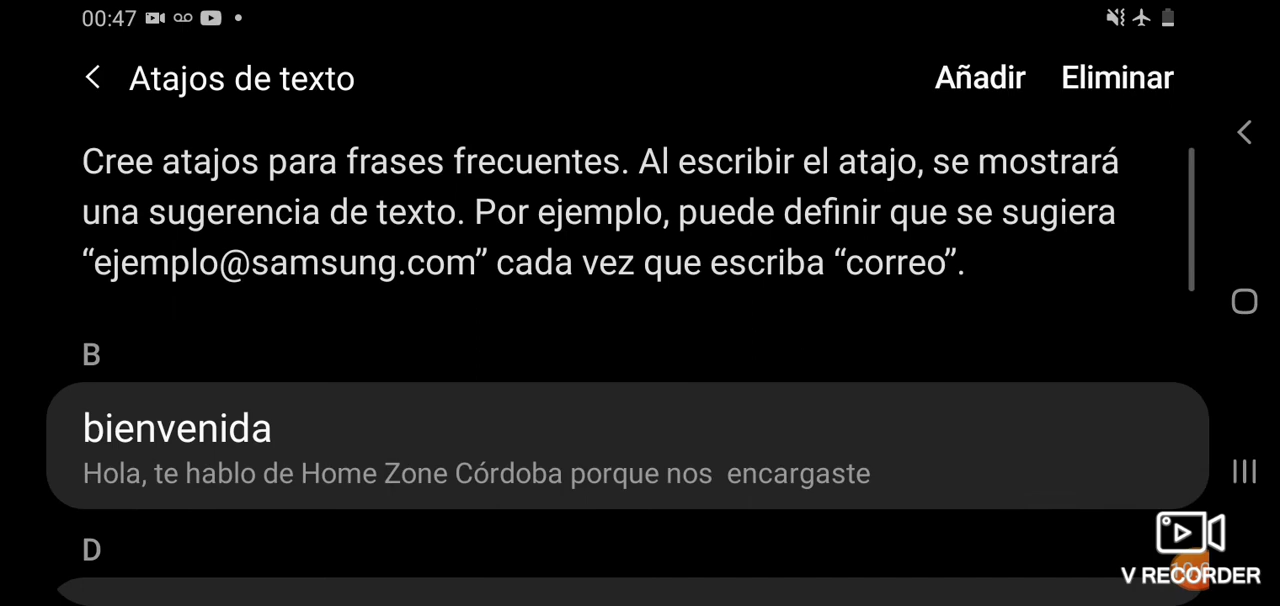 00:47
Atajos de texto
Añadir Eliminar
Cree atajos para frases frecuentes. Al escribir el atajo, se mostrará
una sugerencia de texto. Por ejemplo, puede definir que se sugiera
“ejemplo@samsung.com” cada vez que escriba “correo”.
B
bienvenida
Hola, te hablo de Home Zone Córdoba porque nos  encargaste
D
V RECORDER